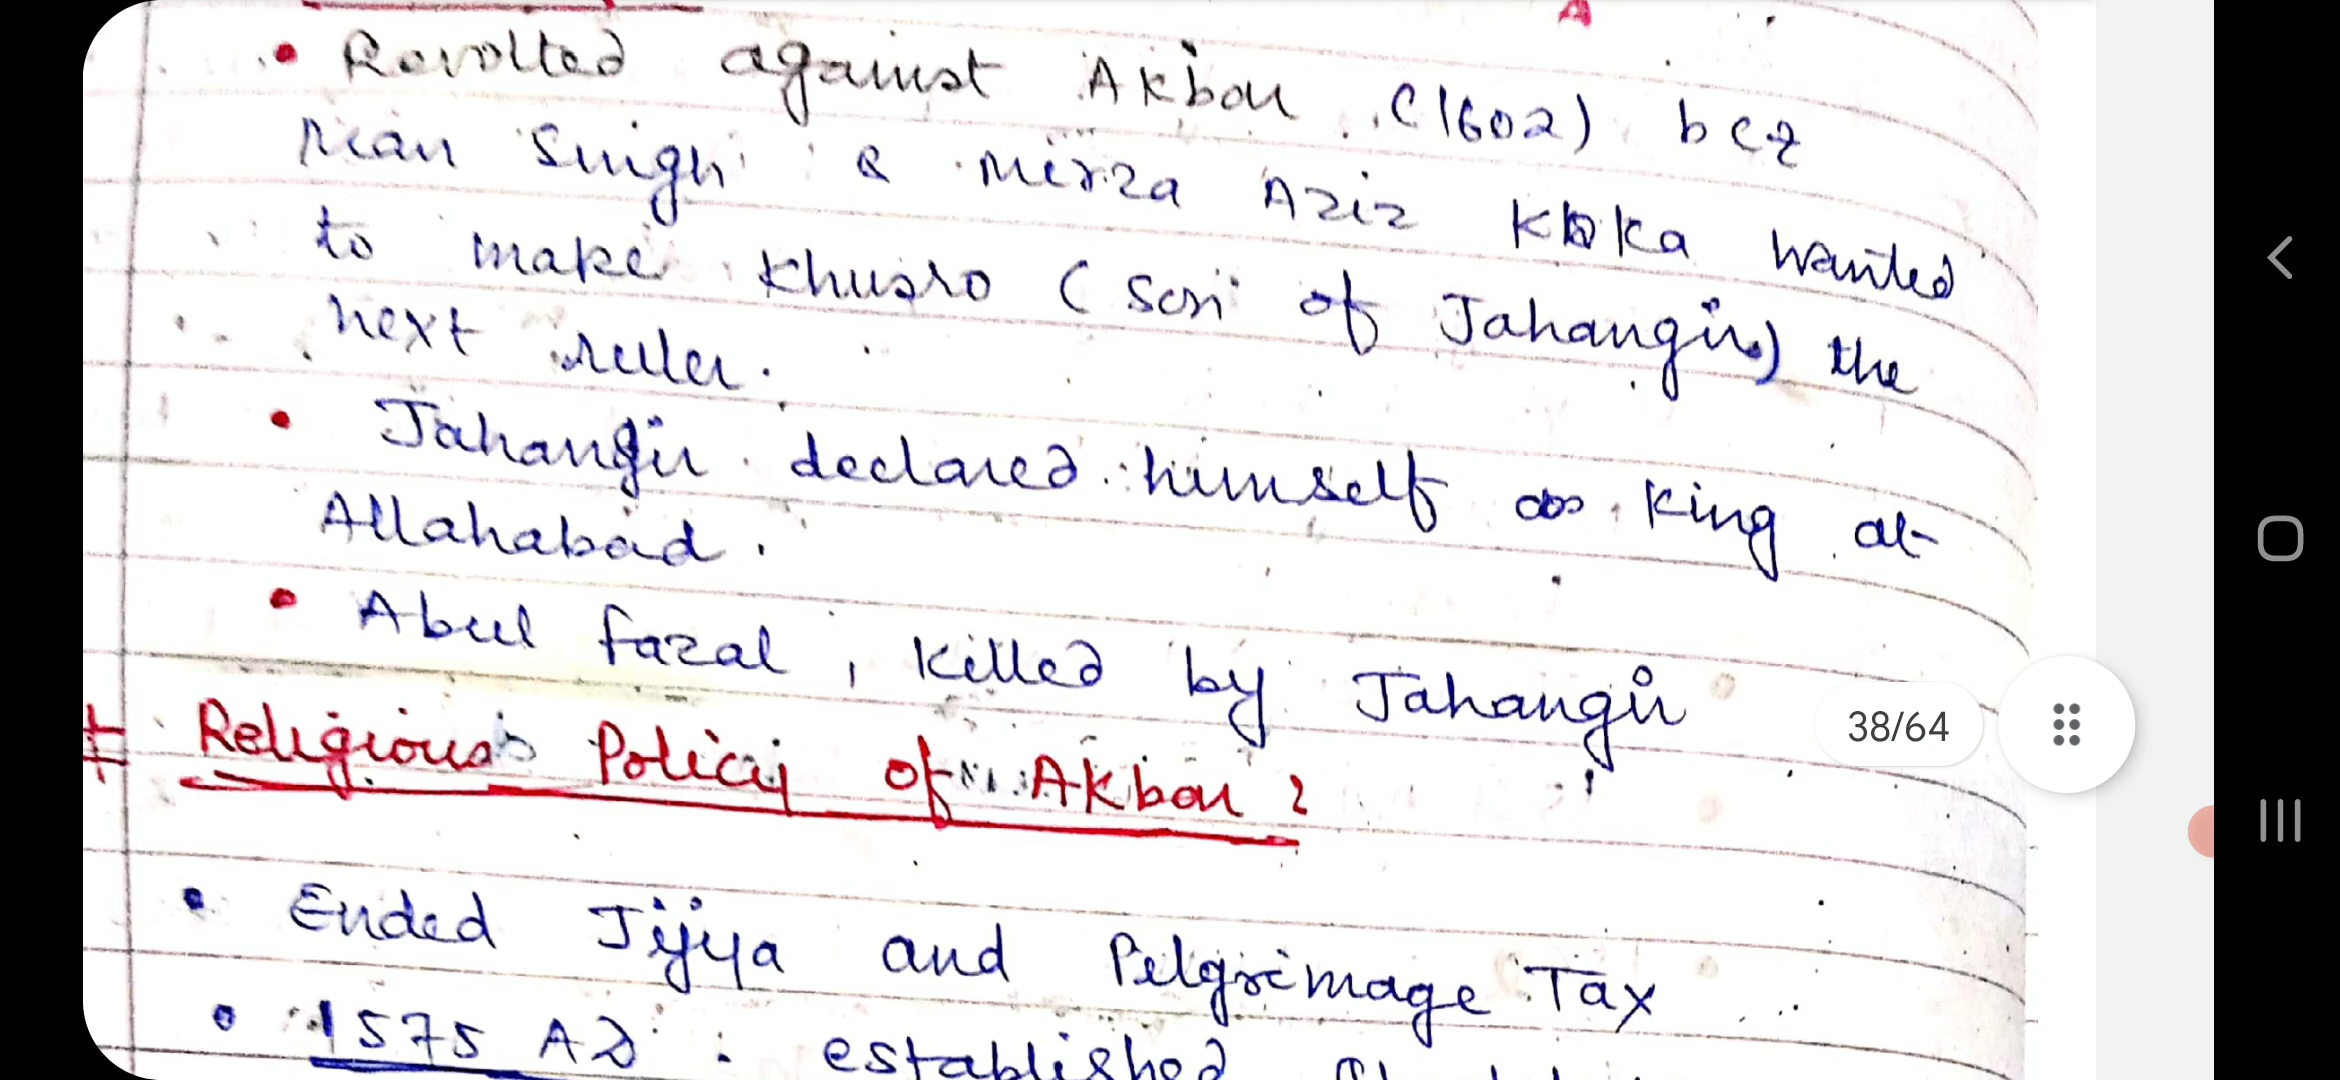 • Revolted against Akbar (1602) bcz
Man Singh & Mirza Aziz Koka wanted
to make Khusro (Son of Jahangir) the
next ruler.
• Jahangir declared himself as King at
Allahabad.
• Abul fazal, killed by Jahangir
# Religious Policy of Akbar :
• Ended Jijya and Pilgrimage Tax
• 1575 AD : established
38/64